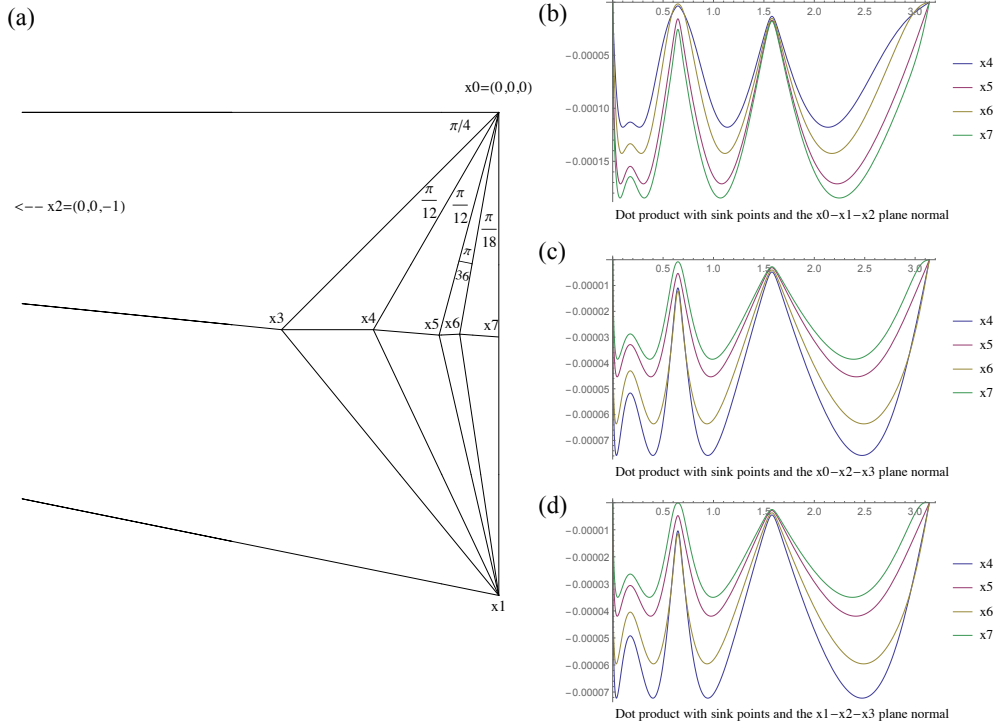 (a)
x0=(0,0,0)
π/4
<-- x2=(0,0,-1)
π/12
π/12
π/18
π/36
x3
x4
x5
x6
x7
x1
(b)
0.5 1.0 1.5 2.0 2.5 3.0
-0.00005
-0.00010
-0.00015
x4
x5
x6
x7
Dot product with sink points and the x0-x1-x2 plane normal
(c)
0.5 1.0 1.5 2.0 2.5 3.0
-0.00001
-0.00002
-0.00003
-0.00004
-0.00005
-0.00006
-0.00007
x4
x5
x6
x7
Dot product with sink points and the x0-x2-x3 plane normal
(d)
0.5 1.0 1.5 2.0 2.5 3.0
-0.00001
-0.00002
-0.00003
-0.00004
-0.00005
-0.00006
-0.00007
x4
x5
x6
x7
Dot product with sink points and the x1-x2-x3 plane normal